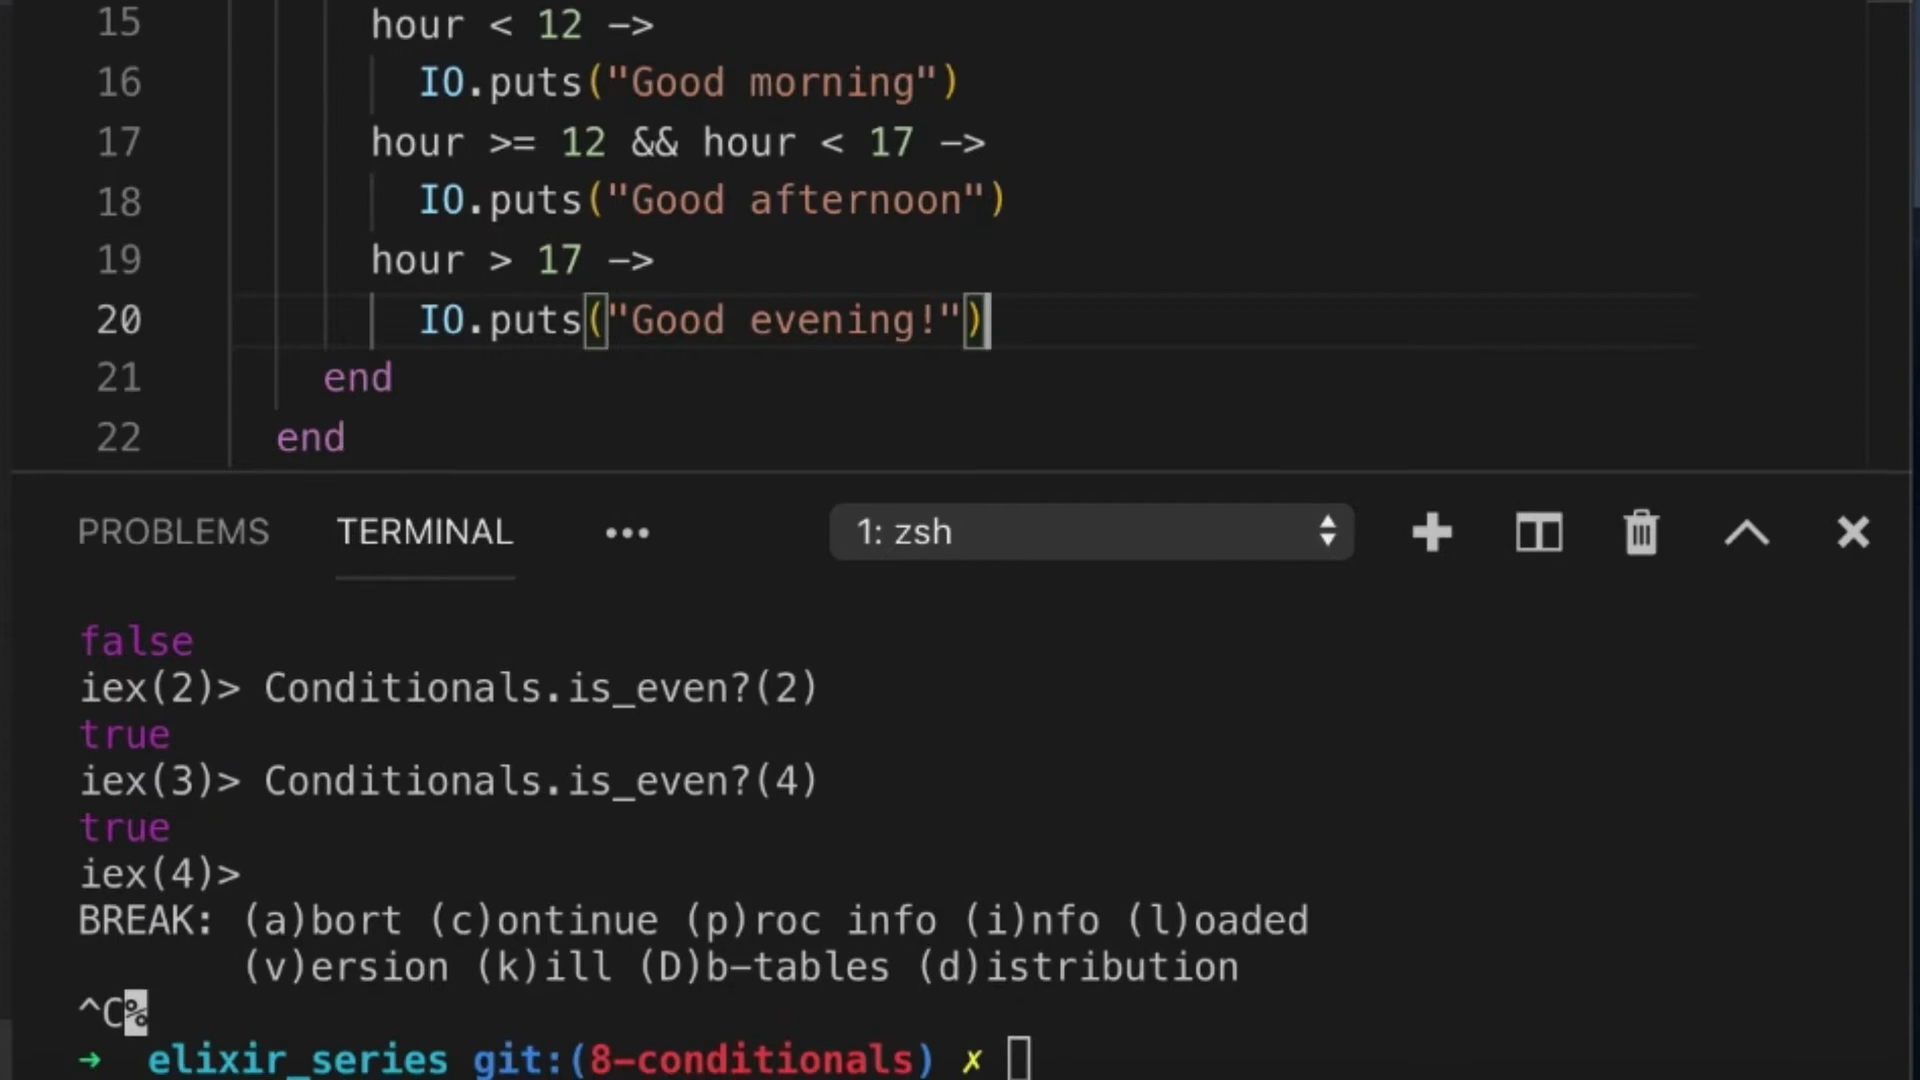 15 hour < 12 ->
16 IO.puts("Good morning")
17 hour >= 12 && hour < 17 ->
18 IO.puts("Good afternoon")
19 hour > 17 ->
20 IO.puts("Good evening!")
21 end
22 end
PROBLEMS TERMINAL ••• 1: zsh
false
iex(2)> Conditionals.is_even?(2)
true
iex(3)> Conditionals.is_even?(4)
true
iex(4)>
BREAK: (a)bort (c)ontinue (p)roc info (i)nfo (l)oaded
(v)ersion (k)ill (D)b-tables (d)istribution
^C%
→ elixir_series git:(8-conditionals) ✗